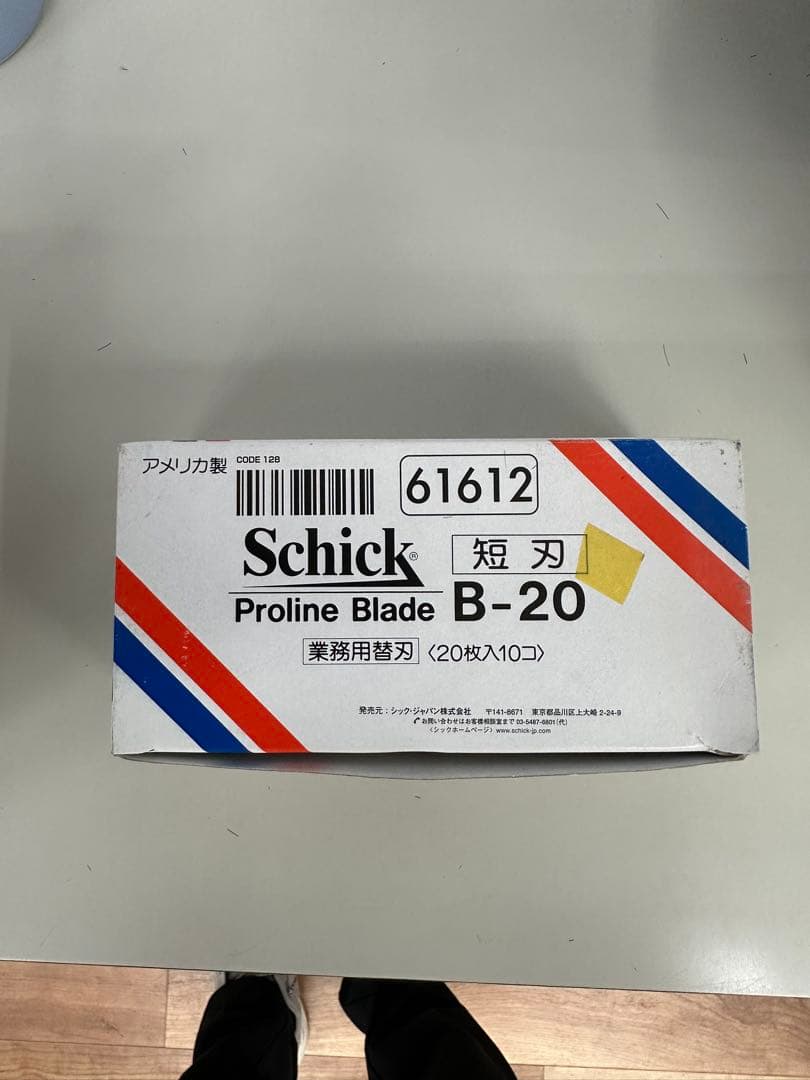 アメリカ製
CODE 128
61612
Schick®
短刃
Proline Blade B-20
業務用替刃 〈20枚入10コ〉
発売元：シック・ジャパン株式会社 〒141-8671 東京都品川区上大崎 2-24-9
お問い合わせはお客様相談室まで 03-5487-6801(代)
〈シックホームページ〉www.schick-jp.com